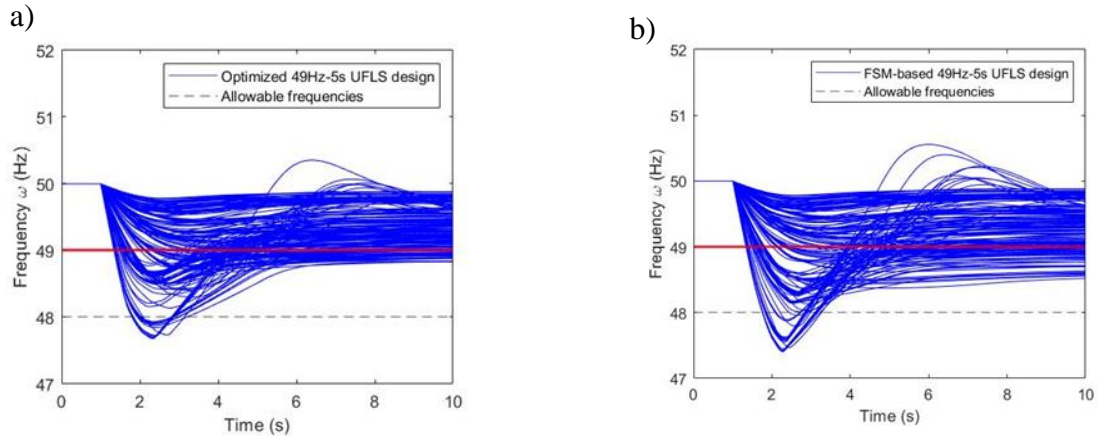 a)
52
51
50
49
48
47
0
2
4
6
8
10
Frequency ω (Hz)
Time (s)
Optimized 49Hz-5s UFLS design
Allowable frequencies
b)
52
51
50
49
48
47
0
2
4
6
8
10
Frequency ω (Hz)
Time (s)
FSM-based 49Hz-5s UFLS design
Allowable frequencies